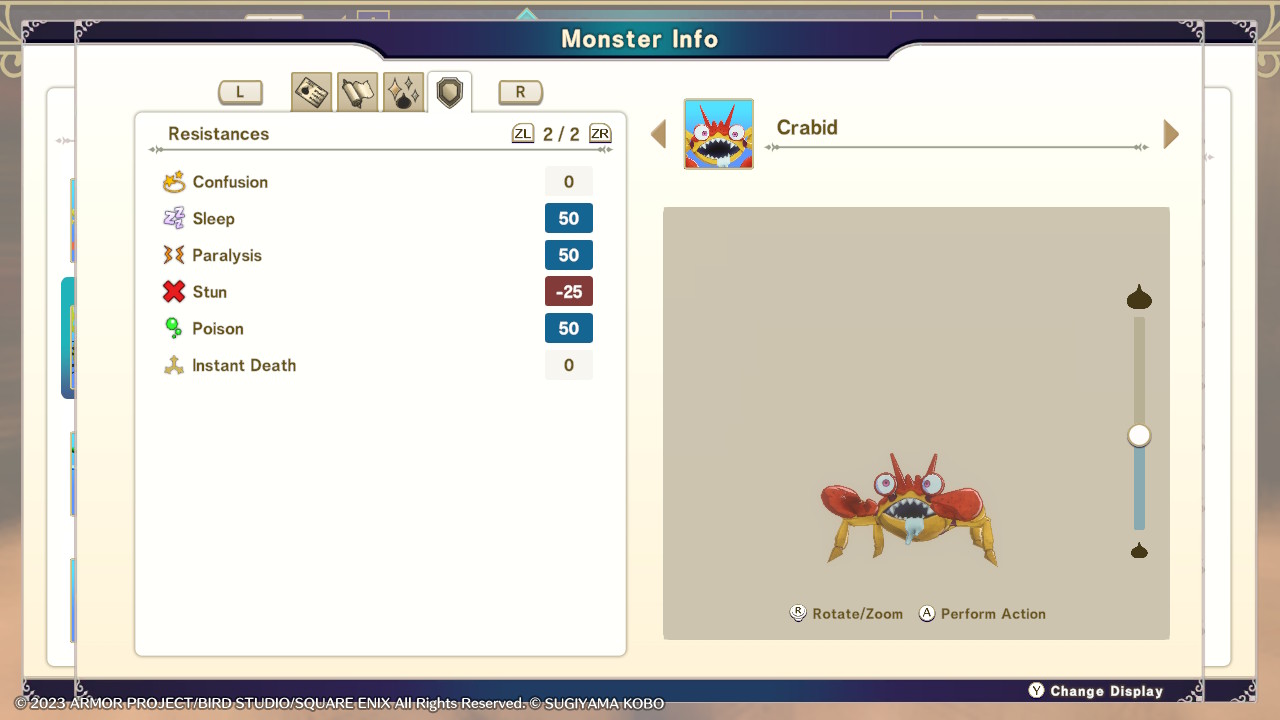 Monster Info
L
R
Resistances
ZL 2 / 2 ZR
Confusion 0
Sleep 50
Paralysis 50
Stun -25
Poison 50
Instant Death 0
Crabid
R Rotate/Zoom A Perform Action
Y Change Display
© 2023 ARMOR PROJECT/BIRD STUDIO/SQUARE ENIX All Rights Reserved. © SUGIYAMA KOBO